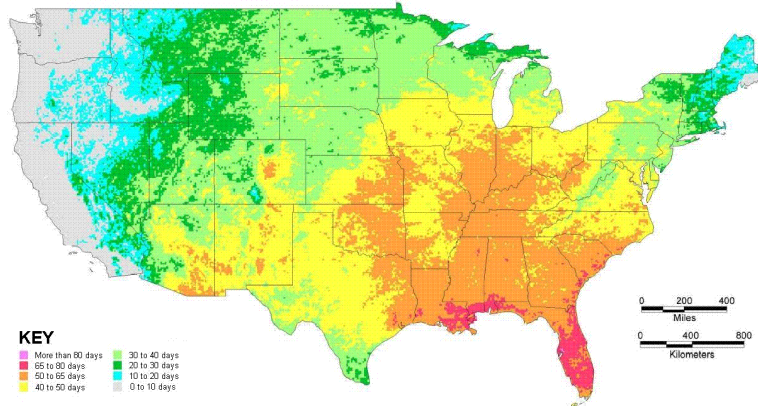 0 200 400
Miles
0 400 800
Kilometers
KEY
More than 80 days
65 to 80 days
50 to 65 days
40 to 50 days
30 to 40 days
20 to 30 days
10 to 20 days
0 to 10 days